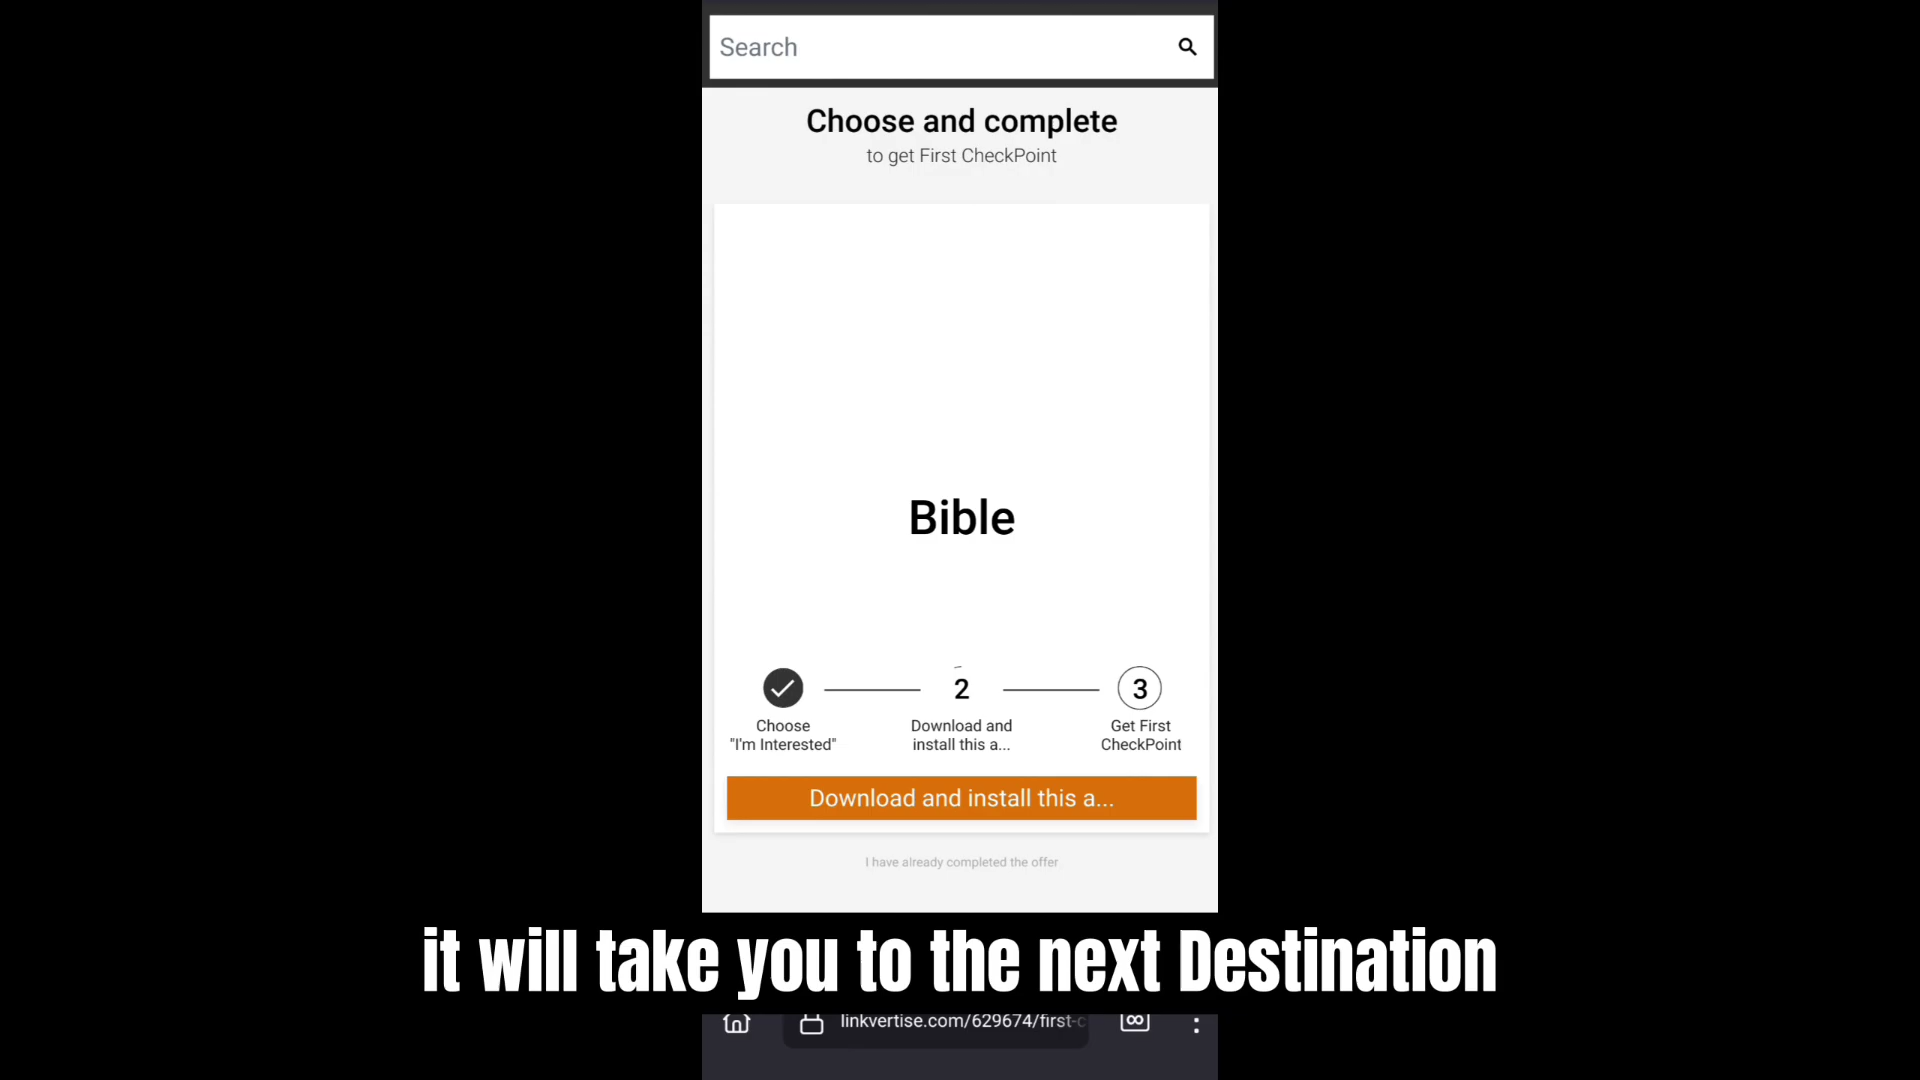 Search
Choose and complete
to get First CheckPoint
Bible
2
3
Choose
"I'm Interested"
Download and
install this a...
Get First
CheckPoint
Download and install this a...
I have already completed the offer
it will take you to the next Destination
linkvertise.com/629674/first-c